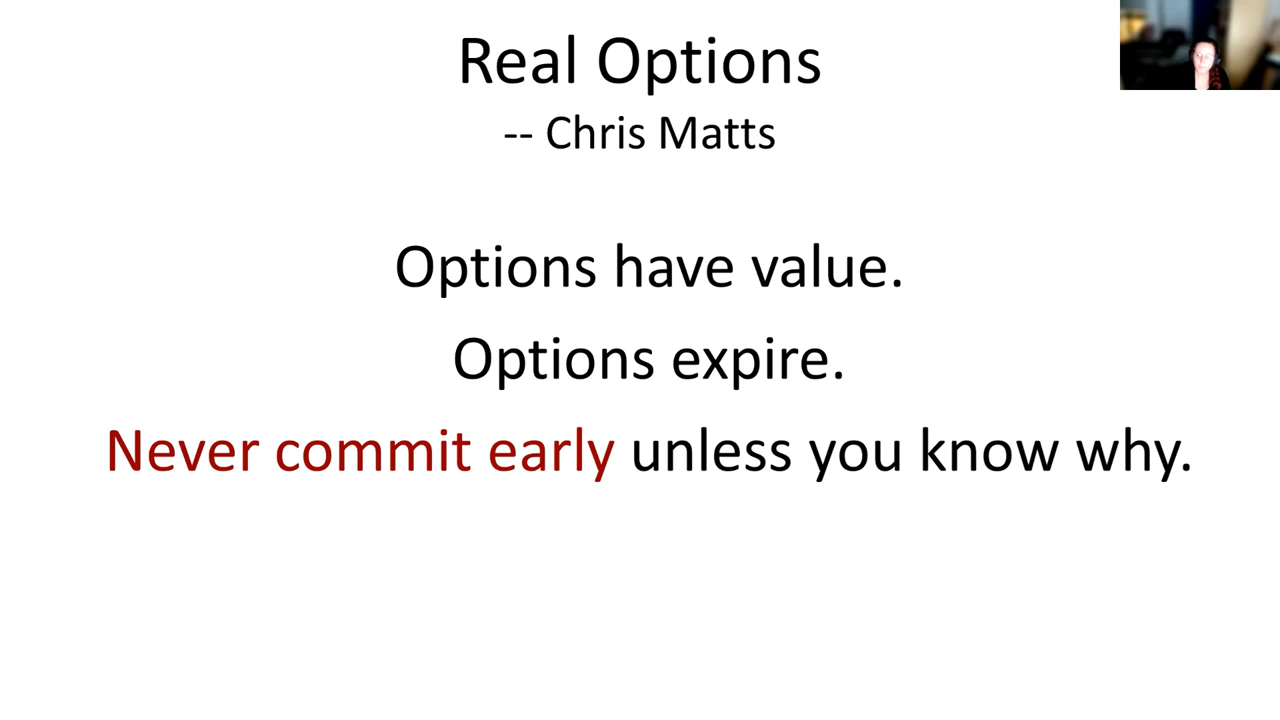 Real Options
-- Chris Matts
Options have value.
Options expire.
Never commit early unless you know why.